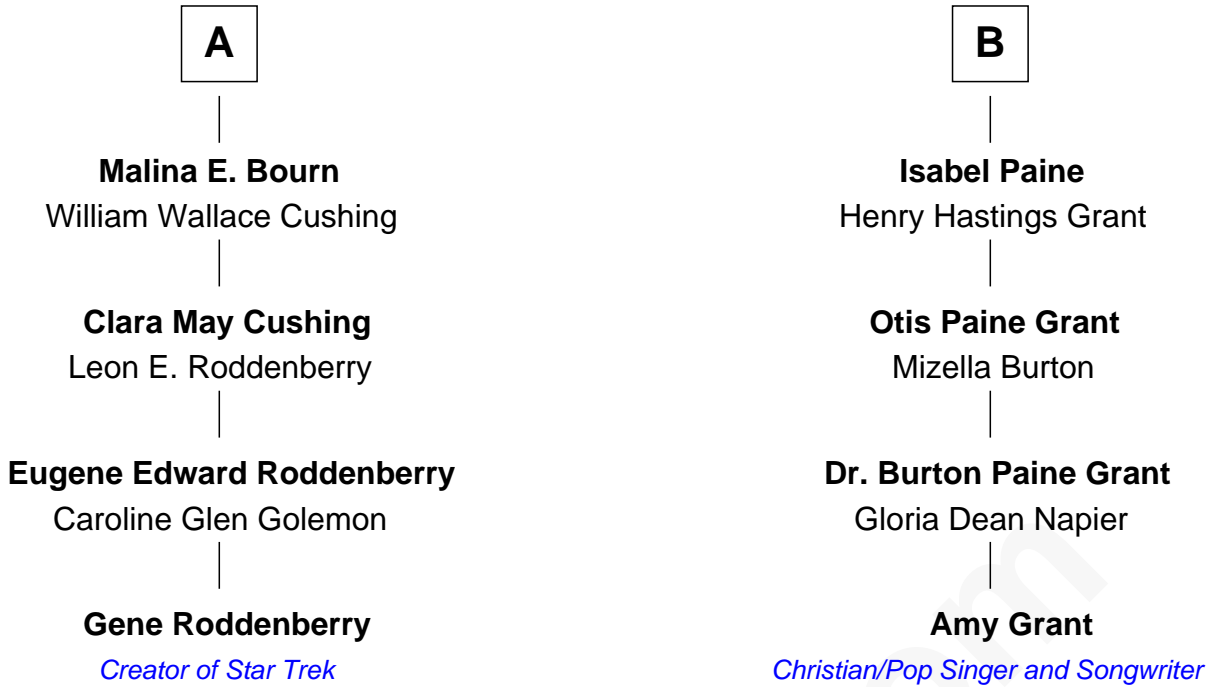 A
Malina E. Bourn
William Wallace Cushing
Clara May Cushing
Leon E. Roddenberry
Eugene Edward Roddenberry
Caroline Glen Golemon
Gene Roddenberry
Creator of Star Trek
B
Isabel Paine
Henry Hastings Grant
Otis Paine Grant
Mizella Burton
Dr. Burton Paine Grant
Gloria Dean Napier
Amy Grant
Christian/Pop Singer and Songwriter